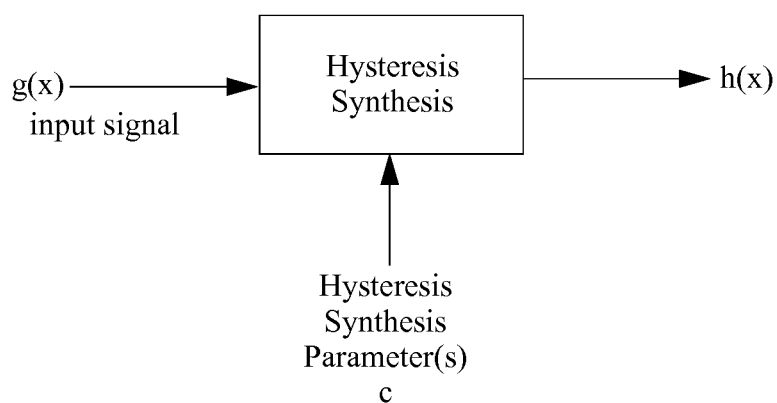 Hysteresis
Synthesis
g(x)
h(x)
input signal
Hysteresis
Synthesis
Parameter(s)
c